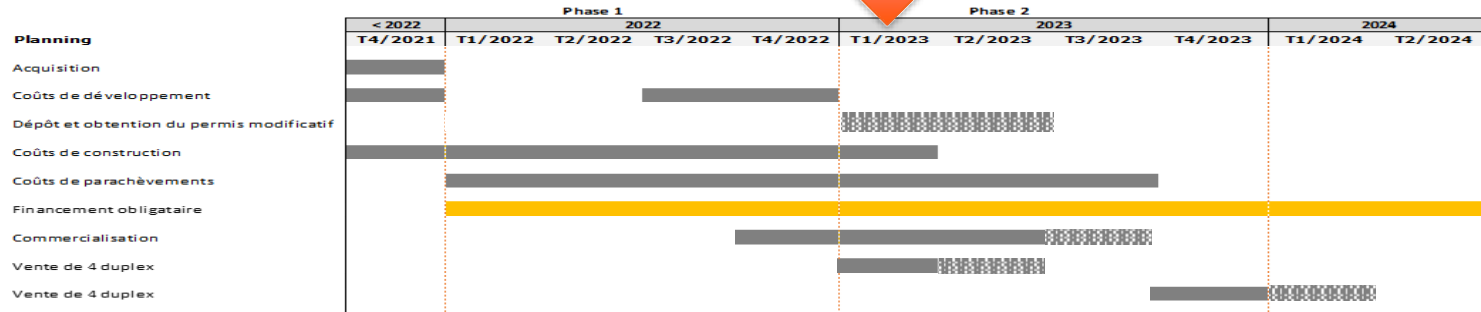 Phase 1 Phase 2
< 2022 2022 2023 2024
Planning T4/2021 T1/2022 T2/2022 T3/2022 T4/2022 T1/2023 T2/2023 T3/2023 T4/2023 T1/2024 T2/2024
Acquisition
Coûts de développement
Dépôt et obtention du permis modificatif
Coûts de construction
Coûts de parachèvements
Financement obligataire
Commercialisation
Vente de 4 duplex
Vente de 4 duplex